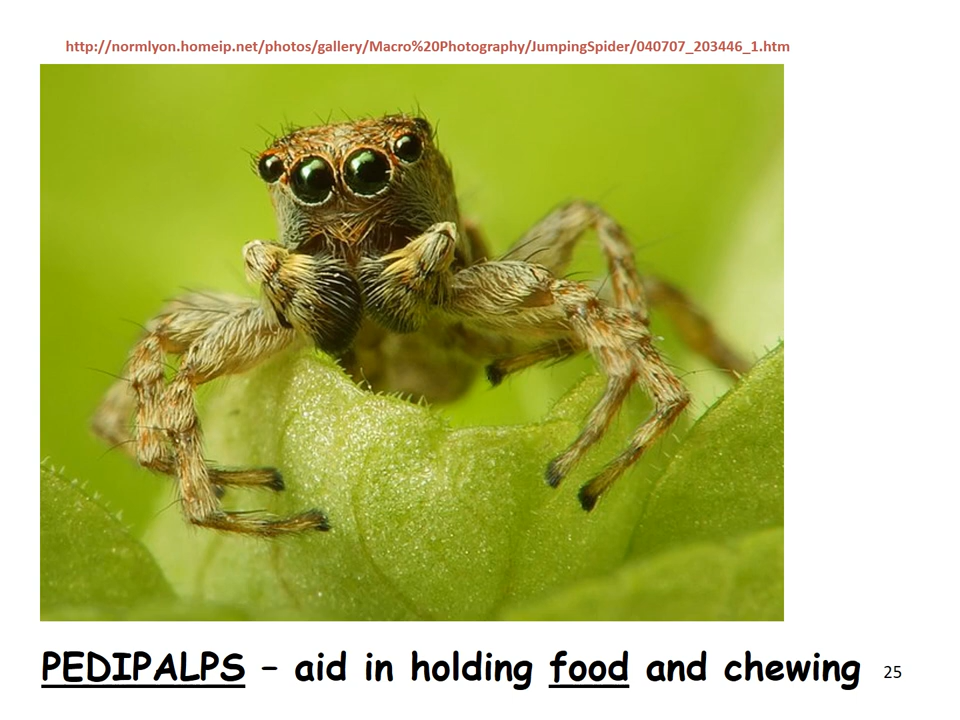 http://normlyon.homeip.net/photos/gallery/Macro%20Photography/JumpingSpider/040707_203446_1.htm
PEDIPALPS – aid in holding food and chewing
25